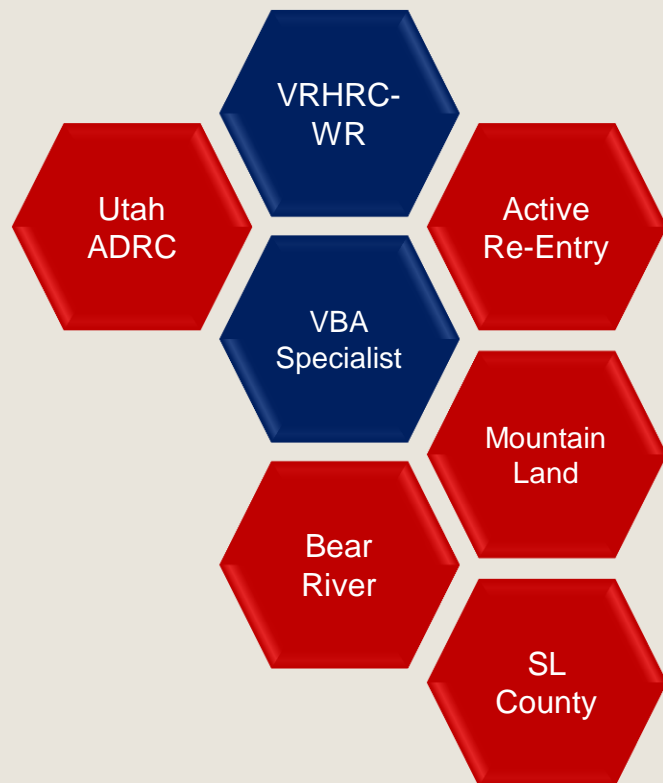 VRHRC-
WR
Utah
ADRC
Active
Re-Entry
VBA
Specialist
Mountain
Land
Bear
River
SL
County